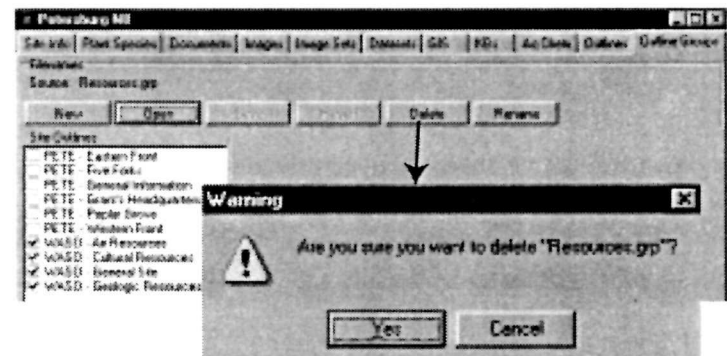 Petersburg NB
Site Info Plant Species Documents Images Image Sets Datasets GIS Outlines Outline Groups
Filenames
Source: Resources.grp
New Open Delete Rename
Site Outlines
PETE - Eastern Front
PETE - Five Forks
PETE - General Information
PETE - Grant's Headquarters
PETE - Poplar Grove
PETE - Western Front
WASO - Air Resources
WASO - Cultural Resources
WASO - General Site
WASO - Geologic Resources
Warning
Are you sure you want to delete "Resources.grp"?
Yes Cancel